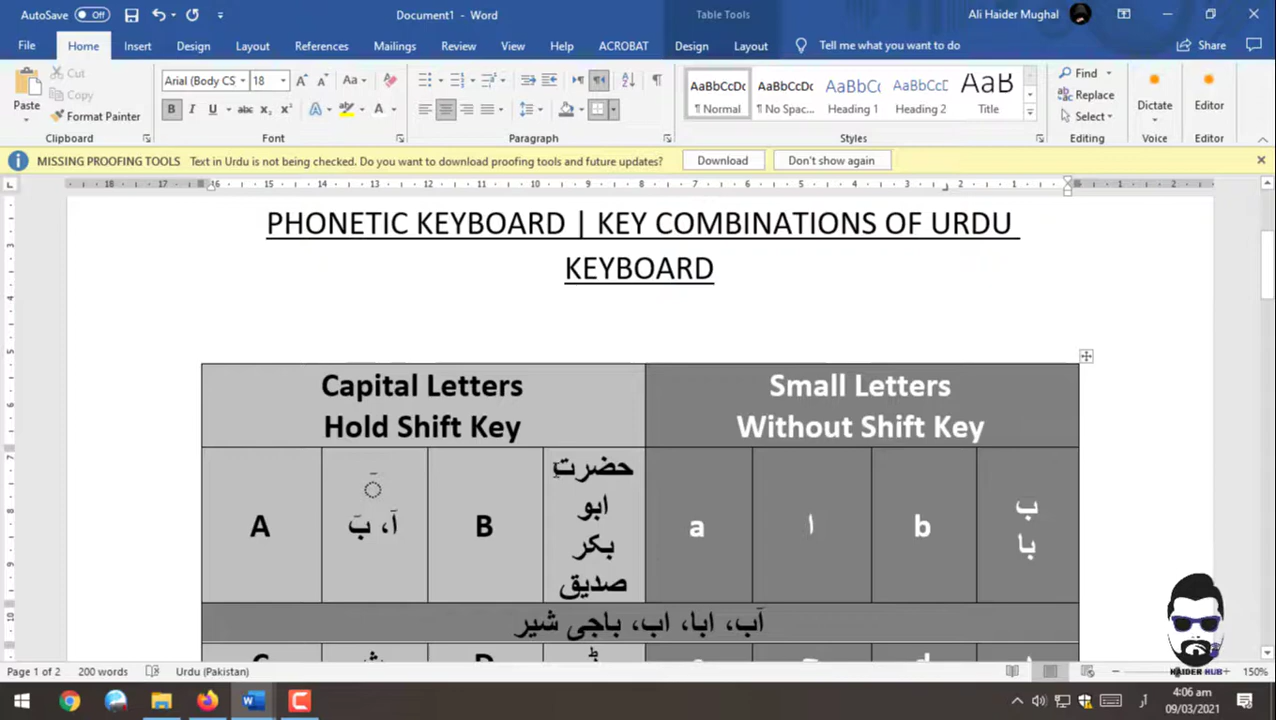 AutoSave Off
Document1 - Word
Table Tools
Ali Haider Mughal
File Home Insert Design Layout References Mailings Review View Help ACROBAT Design Layout Tell me what you want to do Share
Paste
Cut
Copy
Format Painter
Clipboard
Arial (Body CS 18
Font
Paragraph
AaBbCcDc AaBbCcDc AaBbCc AaBbCcD AaB
¶ Normal ¶ No Spac... Heading 1 Heading 2 Title
Styles
Find
Replace
Select
Editing
Dictate
Voice
Editor
Editor
MISSING PROOFING TOOLS Text in Urdu is not being checked. Do you want to download proofing tools and future updates? Download Don't show again
PHONETIC KEYBOARD | KEY COMBINATIONS OF URDU
KEYBOARD
Capital Letters
Hold Shift Key
Small Letters
Without Shift Key
A
آ، بَ
B
حضرت
ابو
بکر
صدیق
a
ا
b
ب
با
آب، ابا، اب، باجی شیر
HAIDER HUB
Page 1 of 2 200 words Urdu (Pakistan) 150%
4:06 am
09/03/2021